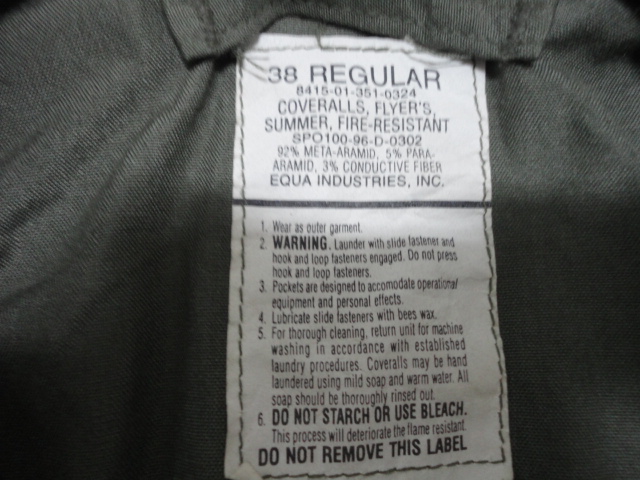 38 REGULAR
8415-01-351-0324
COVERALLS, FLYER'S,
SUMMER, FIRE-RESISTANT
SPO100-96-D-0302
92% META-ARAMID, 5% PARA-
ARAMID, 3% CONDUCTIVE FIBER
EQUA INDUSTRIES, INC.
1. Wear as outer garment.
2. WARNING. Launder with slide fastener and
hook and loop fasteners engaged. Do not press
hook and loop fasteners.
3. Pockets are designed to accomodate operational
equipment and personal effects.
4. Lubricate slide fasteners with bees wax.
5. For thorough cleaning, return unit for machine
washing in accordance with established
laundry procedures. Coveralls may be hand
laundered using mild soap and warm water. All
soap should be thoroughly rinsed out.
6. DO NOT STARCH OR USE BLEACH.
This process will deteriorate the flame resistant
DO NOT REMOVE THIS LABEL